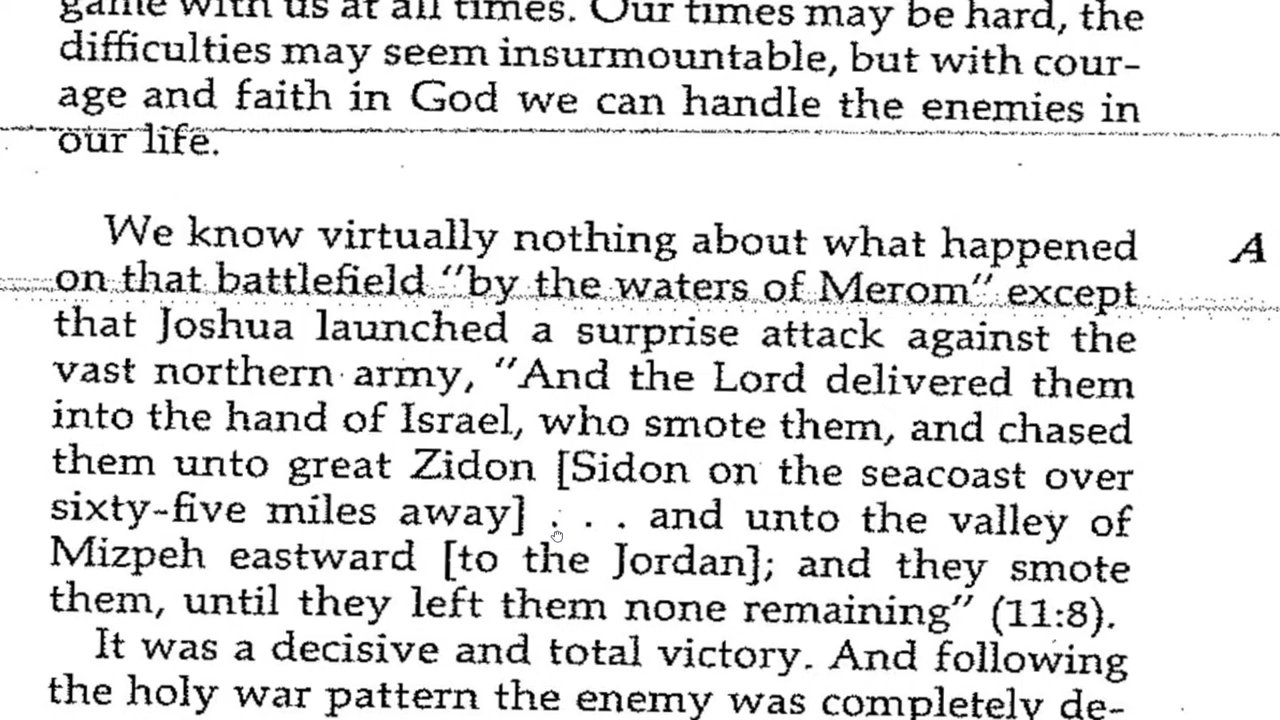 game with us at all times. Our times may be hard, the
difficulties may seem insurmountable, but with cour-
age and faith in God we can handle the enemies in
our life.
We know virtually nothing about what happened
on that battlefield "by the waters of Merom" except
that Joshua launched a surprise attack against the
vast northern army, "And the Lord delivered them
into the hand of Israel, who smote them, and chased
them unto great Zidon [Sidon on the seacoast over
sixty-five miles away] . . . and unto the valley of
Mizpeh eastward [to the Jordan]; and they smote
them, until they left them none remaining" (11:8).
It was a decisive and total victory. And following
the holy war pattern the enemy was completely de-
A